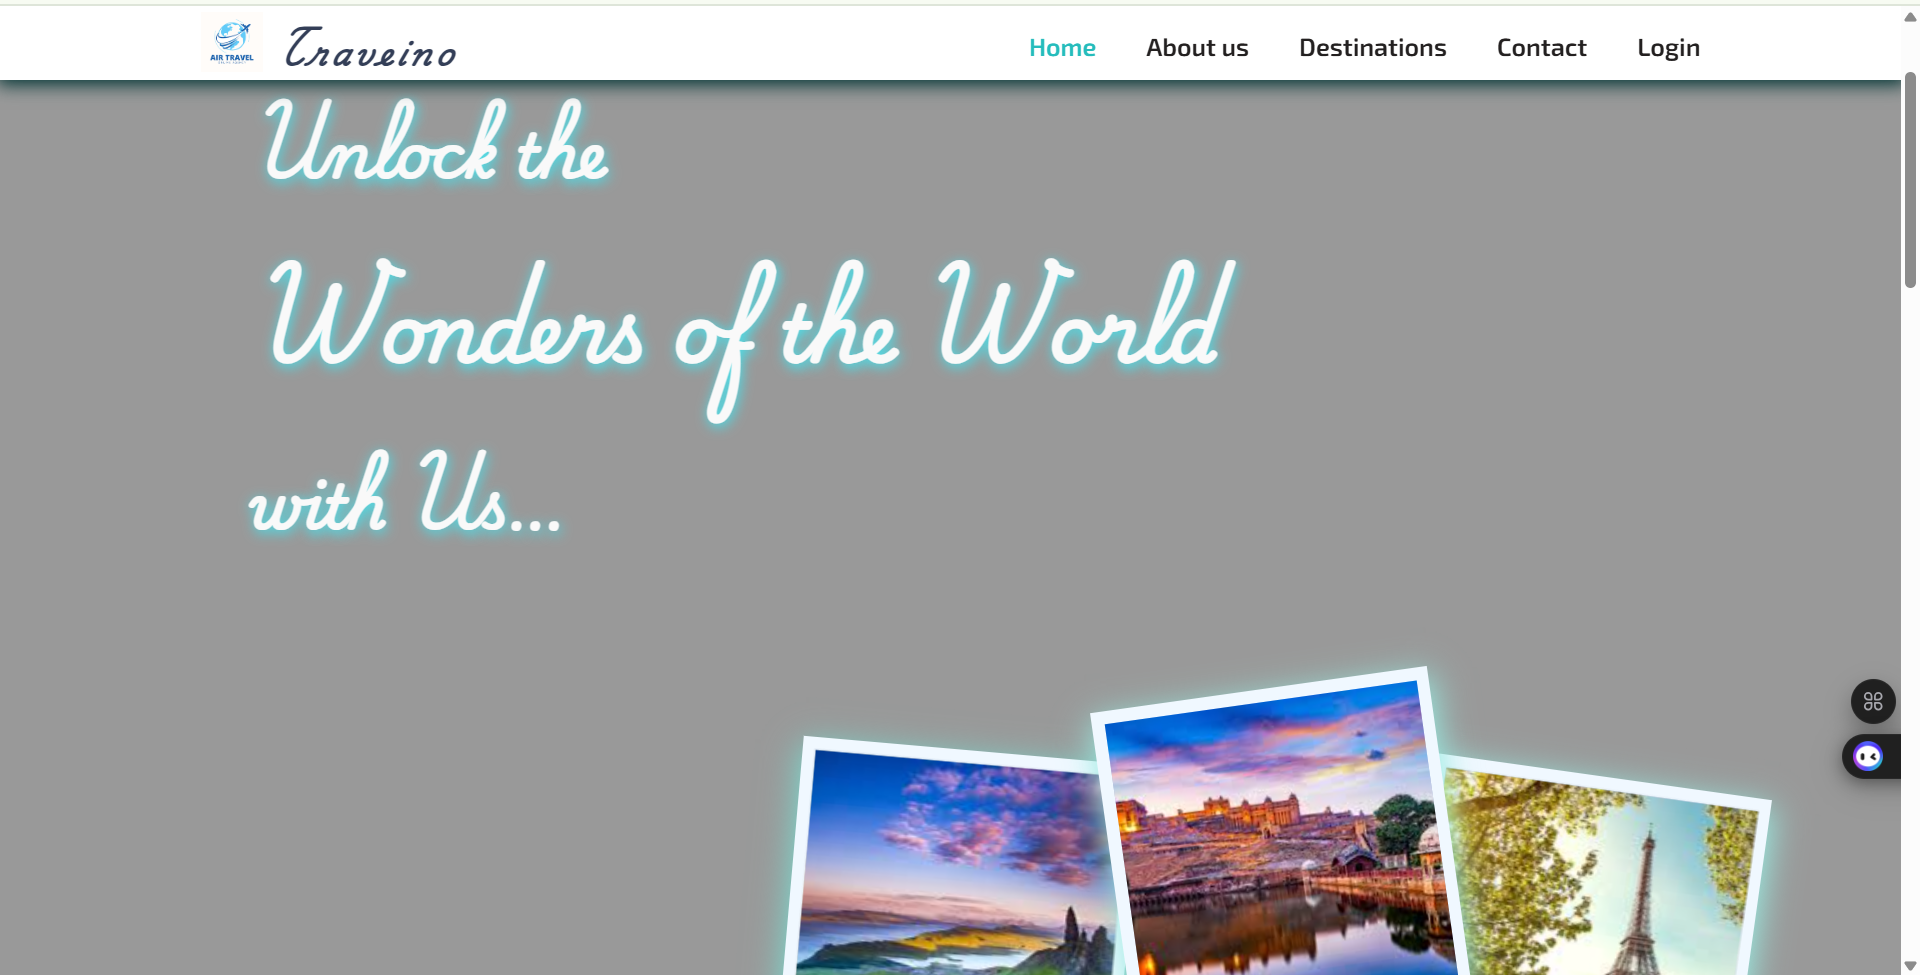 AIR TRAVEL
Traveino
Home About us Destinations Contact Login
Unlock the
Wonders of the World
with Us...